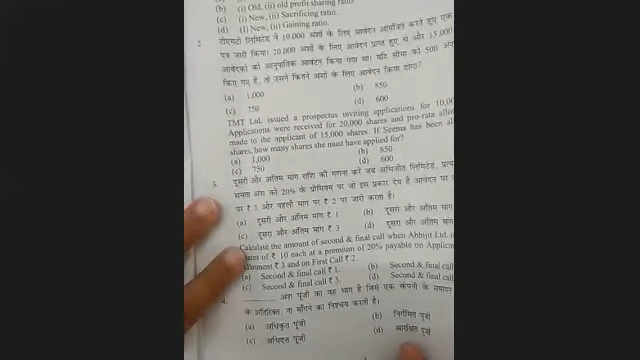 (b) (i) Old, (ii) old profit sharing ratio.
(c) (i) New, (ii) Sacrificing ratio.
(d) (i) New, (ii) Gaining ratio.
2. टीएमटी लिमिटेड ने 10,000 अंशों के लिए आवेदन आमंत्रित करते हुए एक
पत्र जारी किया। 20,000 अंशों के लिए आवेदन प्राप्त हुए थे और 15,000
आवेदकों को आनुपातिक आवंटन किया गया था। यदि सीमा को 500 अंश
किए गए है, तो उसने कितने अंशों के लिए आवेदन किया होगा?
(a) 1,000 (b) 850
(c) 750 (d) 600
TMT Ltd. issued a prospectus inviting applications for 10,00
Applications were received for 20,000 shares and pro-rata allot
made to the applicant of 15,000 shares. If Seema has been all
shares, how many shares she must have applied for?
(a) 1,000 (b) 850
(c) 750 (d) 600
3. दूसरी और अंतिम मांग राशि की गणना करें जब अभिजीत लिमिटेड, प्रत्य
समता अंश को 20% के प्रीमियम पर जो इस प्रकार देय है आवेदन पर
पर ₹ 3 और पहली मांग पर ₹ 2 पर जारी करता है।
(a) दूसरी और अंतिम मांग ₹ 1 (b) दूसरी और अंतिम मांग
(c) दूसरी और अंतिम मांग ₹ 3 (d) दूसरी और अंतिम मांग
Calculate the amount of second & final call when Abhijit Ltd. i
shares of ₹ 10 each at a premium of 20% payable on Applica
Allotment ₹ 3 and on First Call ₹ 2.
(a) Second & final call ₹ 1. (b) Second & final call
(c) Second & final call ₹ 3. (d) Second & final call
4. ________ अंश पूंजी का वह भाग है जिसे एक कंपनी के समापन
के अतिरिक्त, ना माँगने का निश्चय करती है।
(a) अधिकृत पूंजी (b) निर्गमित पूंजी
(c) अभिदत्त पूंजी (d) आरक्षित पूंजी